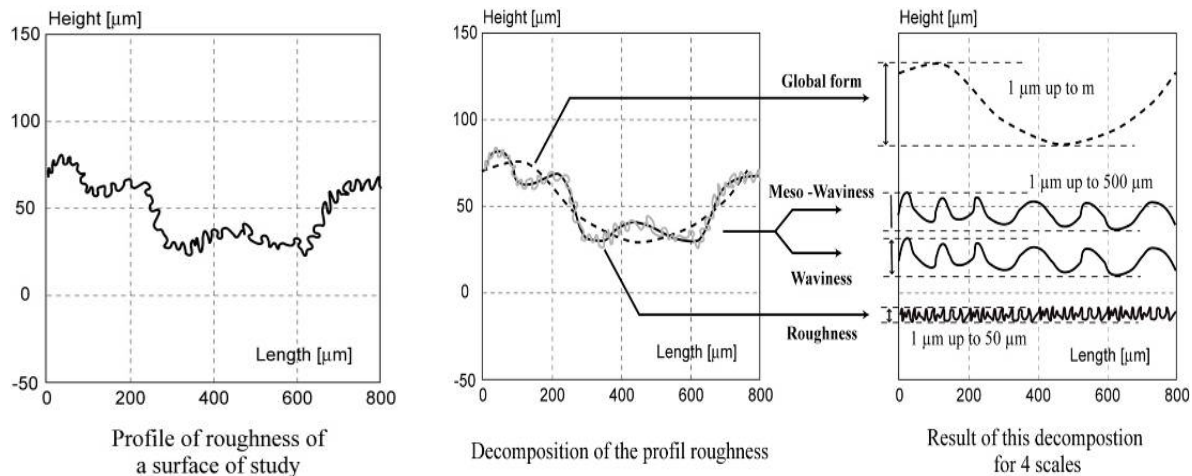 Height [μm]
150
100
50
0
-50
0
200
400
600
800
Length [μm]
Profile of roughness of
a surface of study
Height [μm]
150
100
50
0
-50
0
200
400
600
800
Global form
Meso -Waviness
Waviness
Roughness
Length [μm]
Decomposition of the profil roughness
Height [μm]
1 μm up to m
1 μm up to 500 μm
1 μm up to 50 μm
Length [μm]
0
200
400
600
800
Result of this decompostion
for 4 scales